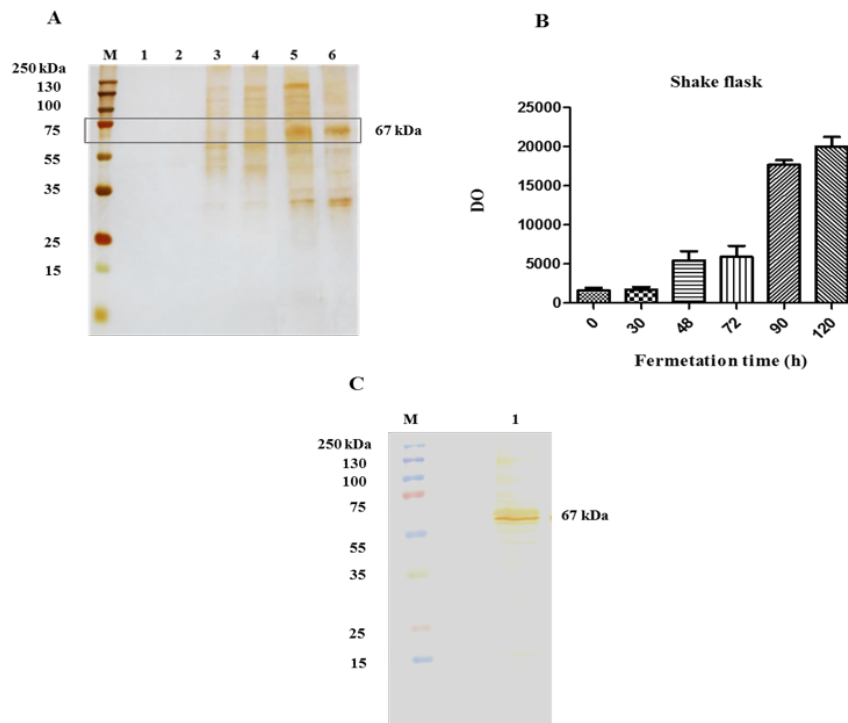 A
M 1 2 3 4 5 6
250 kDa
130
100
75
55
35
25
15
67 kDa
B
Shake flask
25000
20000
15000
10000
5000
0
DO
0 30 48 72 90 120
Fermetation time (h)
C
M 1
250 kDa
130
100
75
55
35
25
15
67 kDa